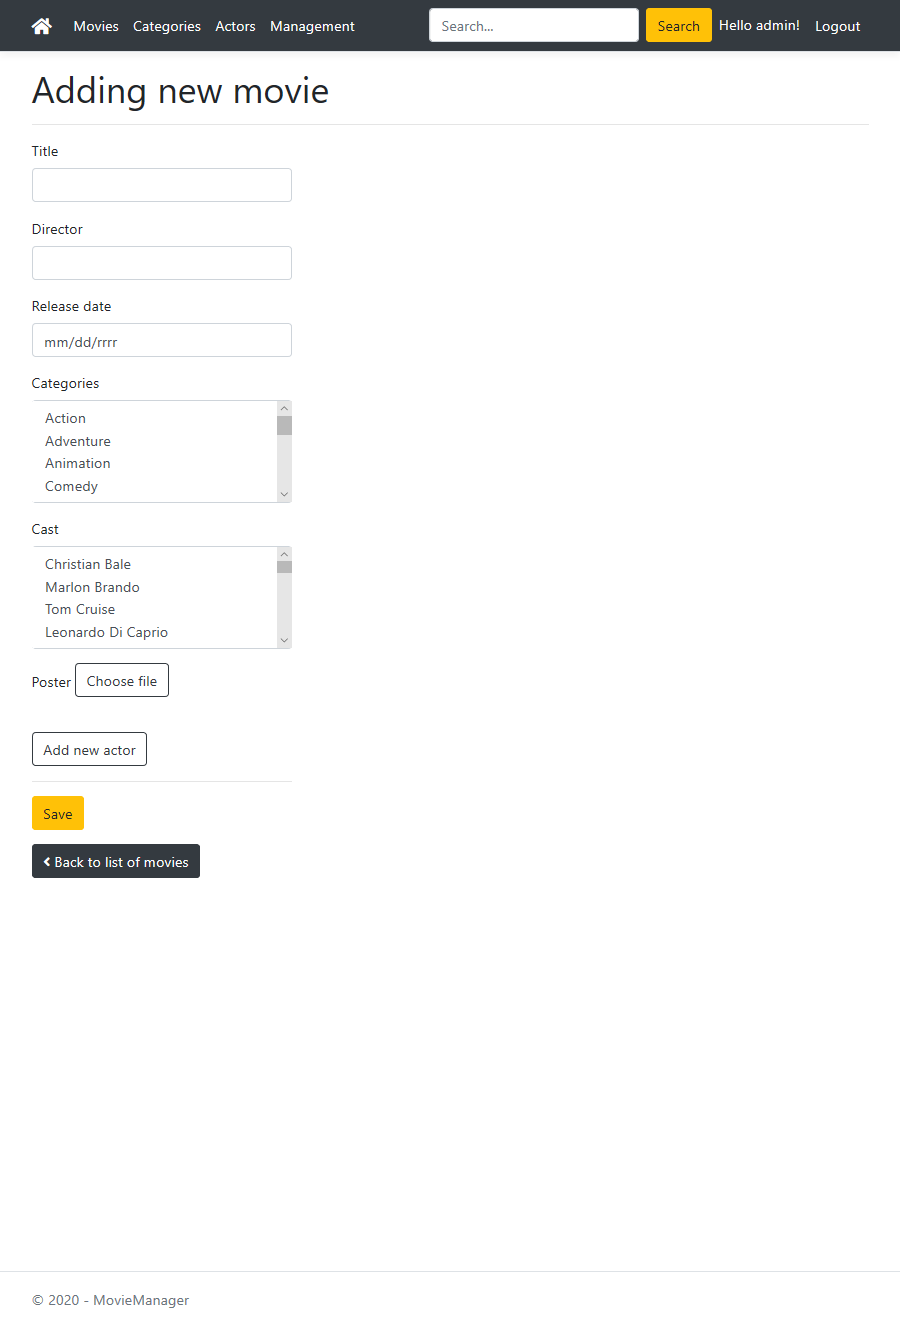 Movies Categories Actors Management Search... Search Hello admin! Logout
Adding new movie
Title
Director
Release date
mm/dd/rrrr
Categories
Action
Adventure
Animation
Comedy
Cast
Christian Bale
Marlon Brando
Tom Cruise
Leonardo Di Caprio
Poster Choose file
Add new actor
Save
Back to list of movies
© 2020 - MovieManager